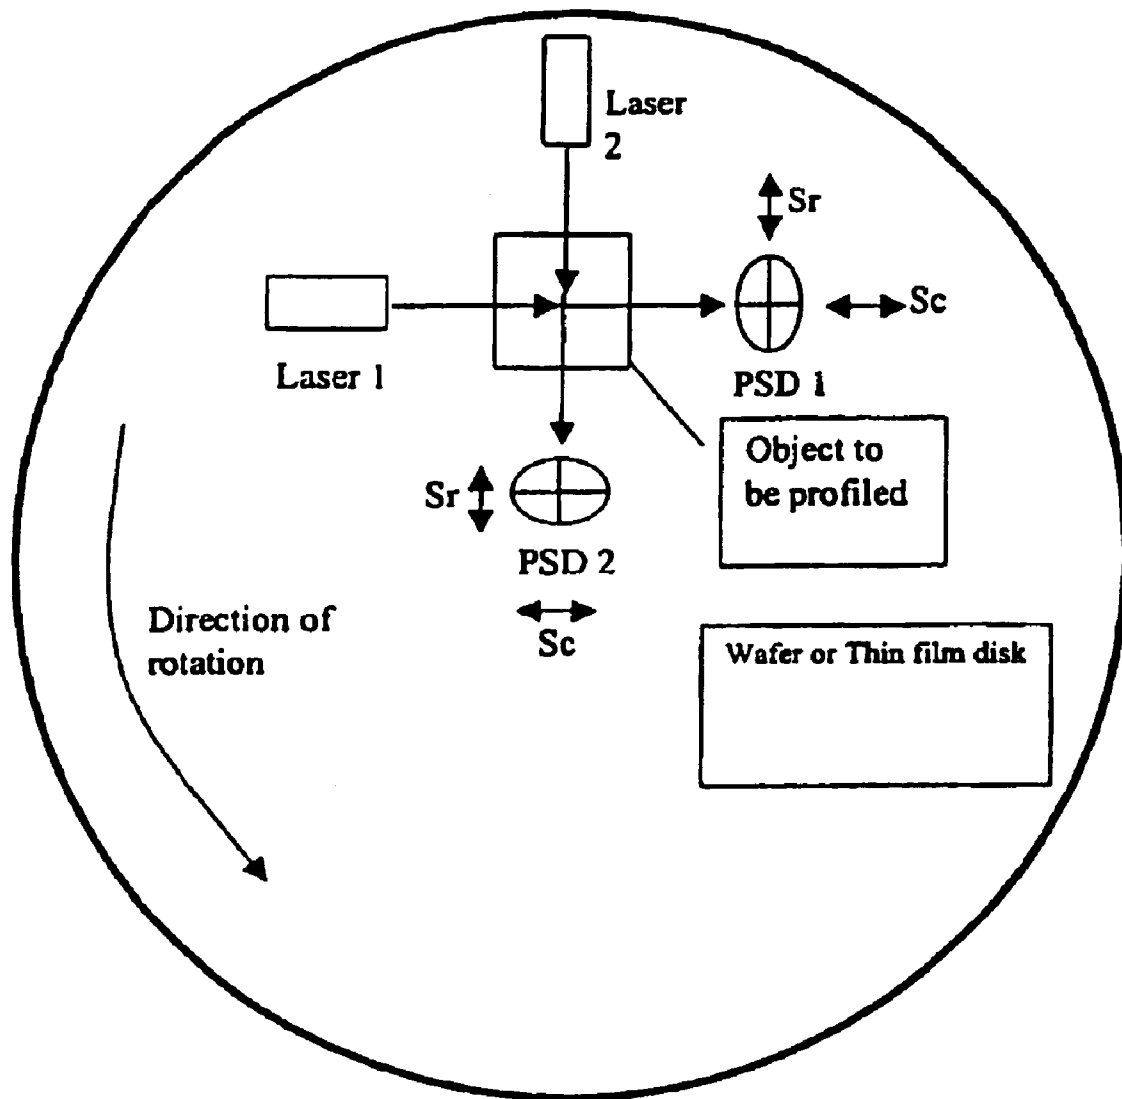 Laser
2
Sr
Sc
Laser 1
PSD 1
Object to
be profiled
Sr
PSD 2
Sc
Direction of
rotation
Wafer or Thin film disk